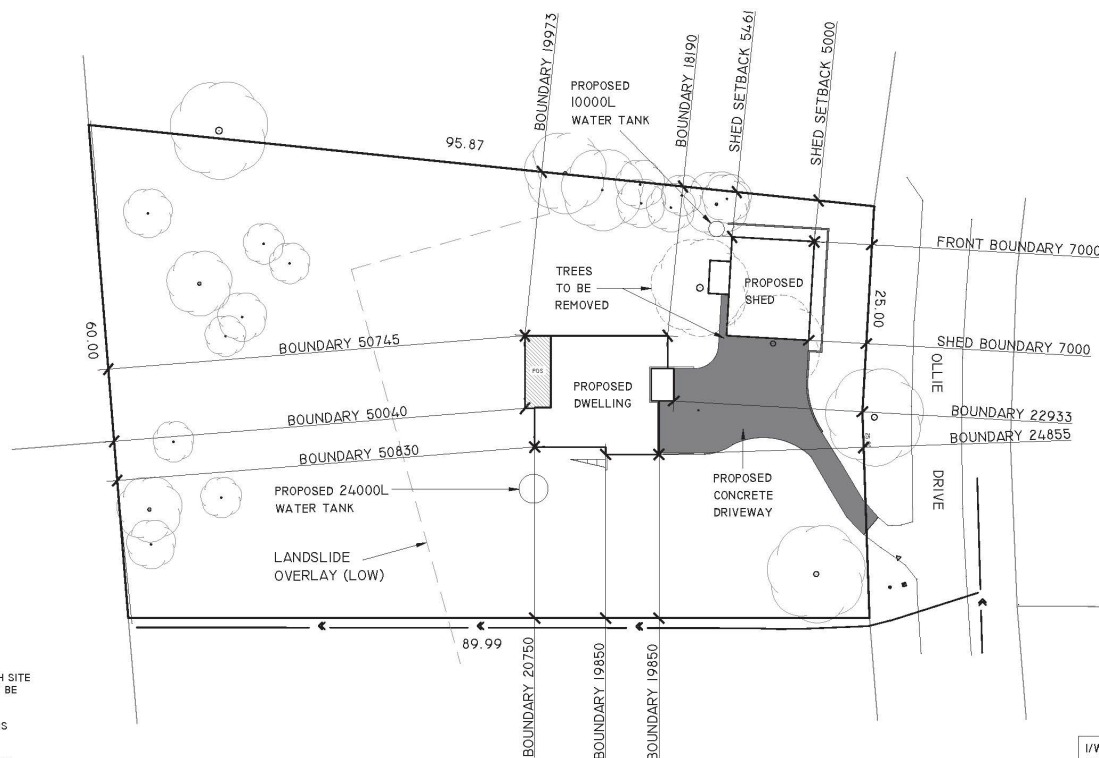 BOUNDARY 19973
BOUNDARY 18190
SHED SETBACK 5461
SHED SETBACK 5000
PROPOSED
10000L
WATER TANK
95.87
FRONT BOUNDARY 7000
TREES
TO BE
REMOVED
PROPOSED
SHED
25.00
60.00
BOUNDARY 50745
SHED BOUNDARY 7000
OLLIE
DRIVE
POS
PROPOSED
DWELLING
BOUNDARY 50040
BOUNDARY 22933
BOUNDARY 24855
BOUNDARY 50830
PROPOSED 24000L
WATER TANK
PROPOSED
CONCRETE
DRIVEWAY
LANDSLIDE
OVERLAY (LOW)
89.99
BOUNDARY 20750
BOUNDARY 19850
BOUNDARY 19850
H SITE
BE
S
I/W